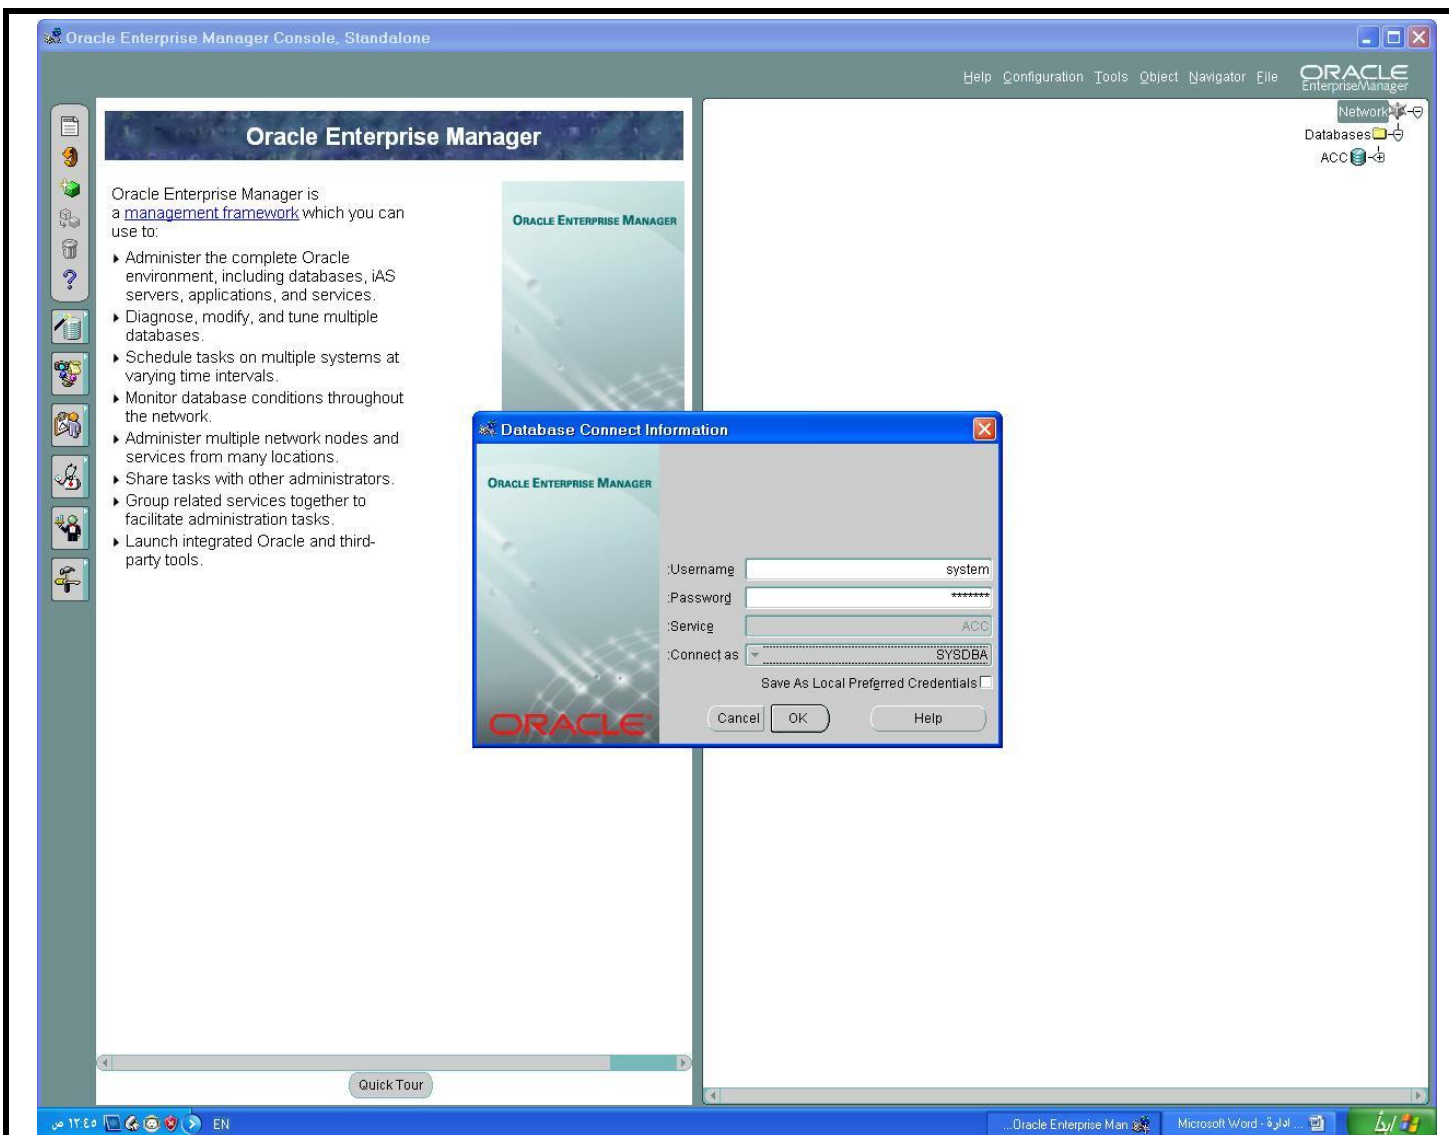 Oracle Enterprise Manager Console, Standalone
Help Configuration Tools Object Navigator File
ORACLE
EnterpriseManager
Oracle Enterprise Manager
Oracle Enterprise Manager is
a management framework which you can
use to:
Administer the complete Oracle
environment, including databases, iAS
servers, applications, and services.
Diagnose, modify, and tune multiple
databases.
Schedule tasks on multiple systems at
varying time intervals.
Monitor database conditions throughout
the network.
Administer multiple network nodes and
services from many locations.
Share tasks with other administrators.
Group related services together to
facilitate administration tasks.
Launch integrated Oracle and third-
party tools.
ORACLE ENTERPRISE MANAGER
Network
Databases
ACC
Database Connect Information
ORACLE ENTERPRISE MANAGER
ORACLE
:Username system
:Password *******
:Service ACC
:Connect as SYSDBA
Save As Local Preferred Credentials
Cancel OK Help
Quick Tour
١٢:٤٥ ص
EN
...Oracle Enterprise Man
Microsoft Word - ادارة ...
ابدأ